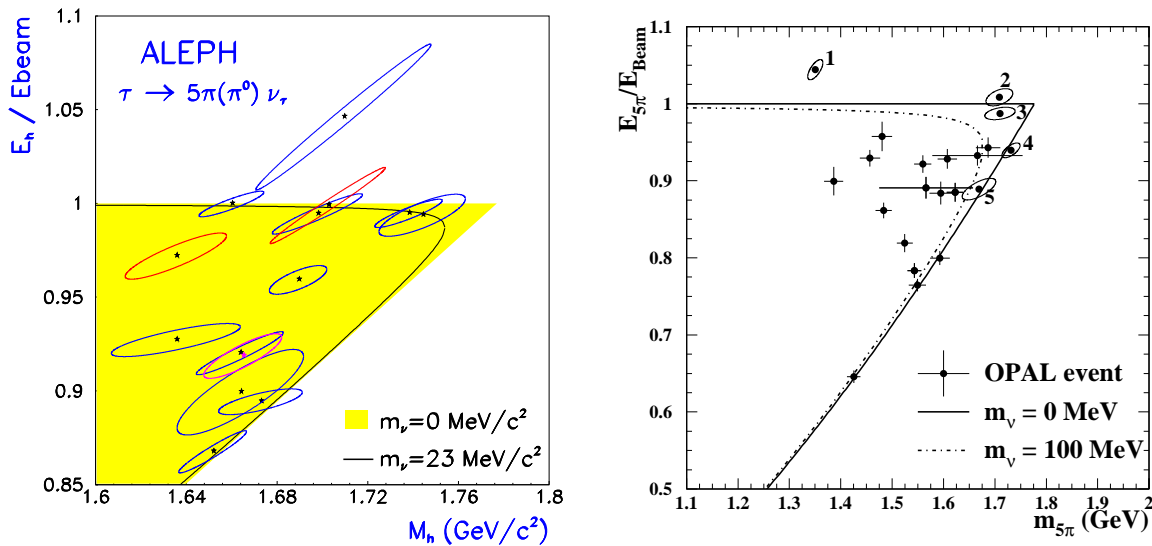 ALEPH
τ → 5π(π⁰) ν_τ
E_h / Ebeam
1.1
1.05
1
0.95
0.9
0.85
m_ν=0 MeV/c²
m_ν=23 MeV/c²
1.6 1.64 1.68 1.72 1.76 1.8
M_h (GeV/c²)
E_5π/E_Beam
1.1
1
0.9
0.8
0.7
0.6
0.5
1
2
3
4
5
OPAL event
m_ν = 0 MeV
m_ν = 100 MeV
1.1 1.2 1.3 1.4 1.5 1.6 1.7 1.8 1.9 2
m_5π (GeV)